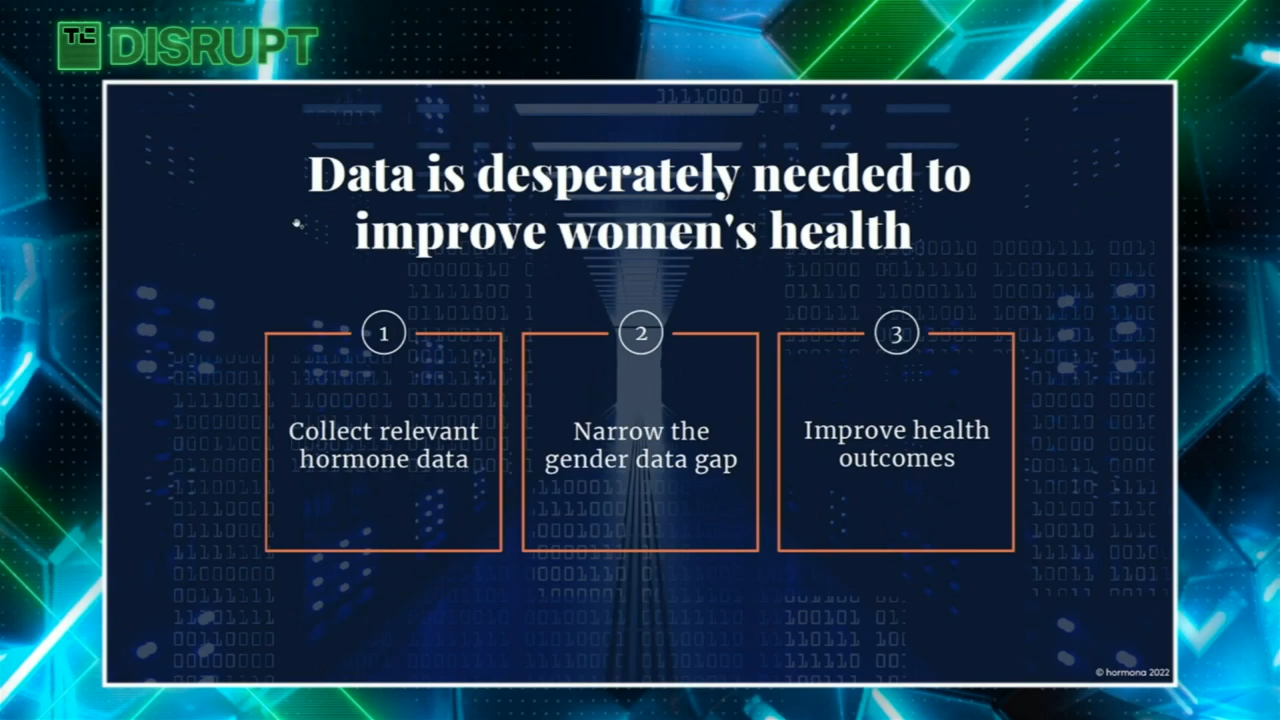 TC DISRUPT
Data is desperately needed to
improve women's health
1
2
3
Collect relevant
hormone data
Narrow the
gender data gap
Improve health
outcomes
© hormona 2022